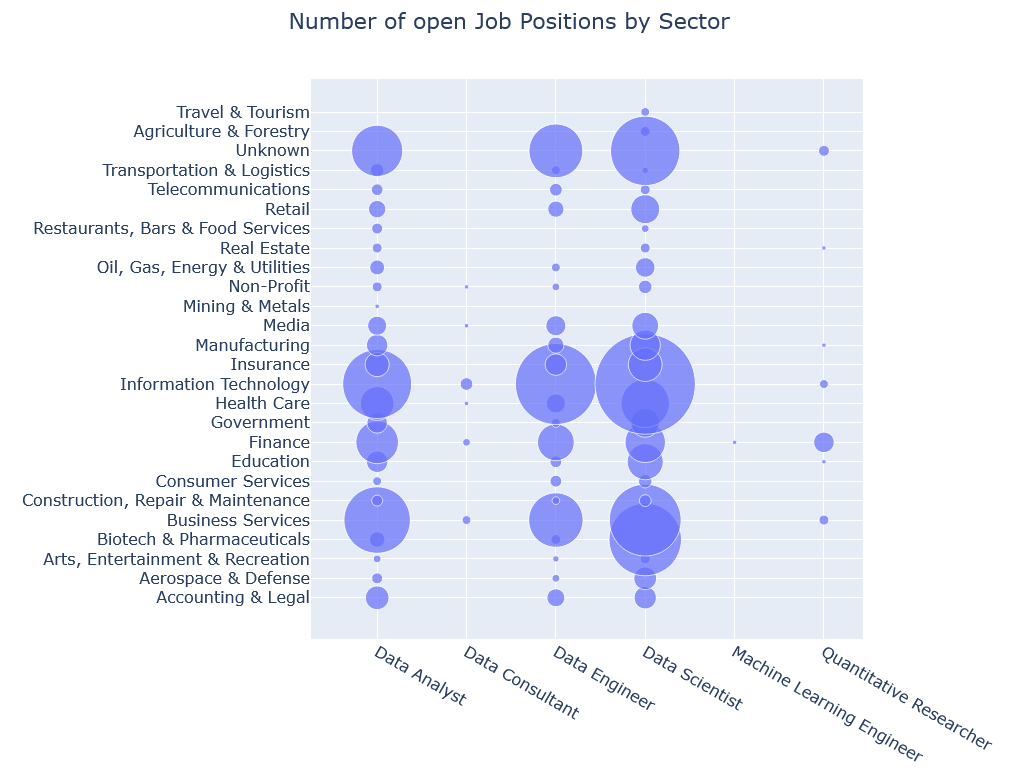 Number of open Job Positions by Sector
Travel & Tourism
Agriculture & Forestry
Unknown
Transportation & Logistics
Telecommunications
Retail
Restaurants, Bars & Food Services
Real Estate
Oil, Gas, Energy & Utilities
Non-Profit
Mining & Metals
Media
Manufacturing
Insurance
Information Technology
Health Care
Government
Finance
Education
Consumer Services
Construction, Repair & Maintenance
Business Services
Biotech & Pharmaceuticals
Arts, Entertainment & Recreation
Aerospace & Defense
Accounting & Legal
Data Analyst
Data Consultant
Data Engineer
Data Scientist
Machine Learning Engineer
Quantitative Researcher